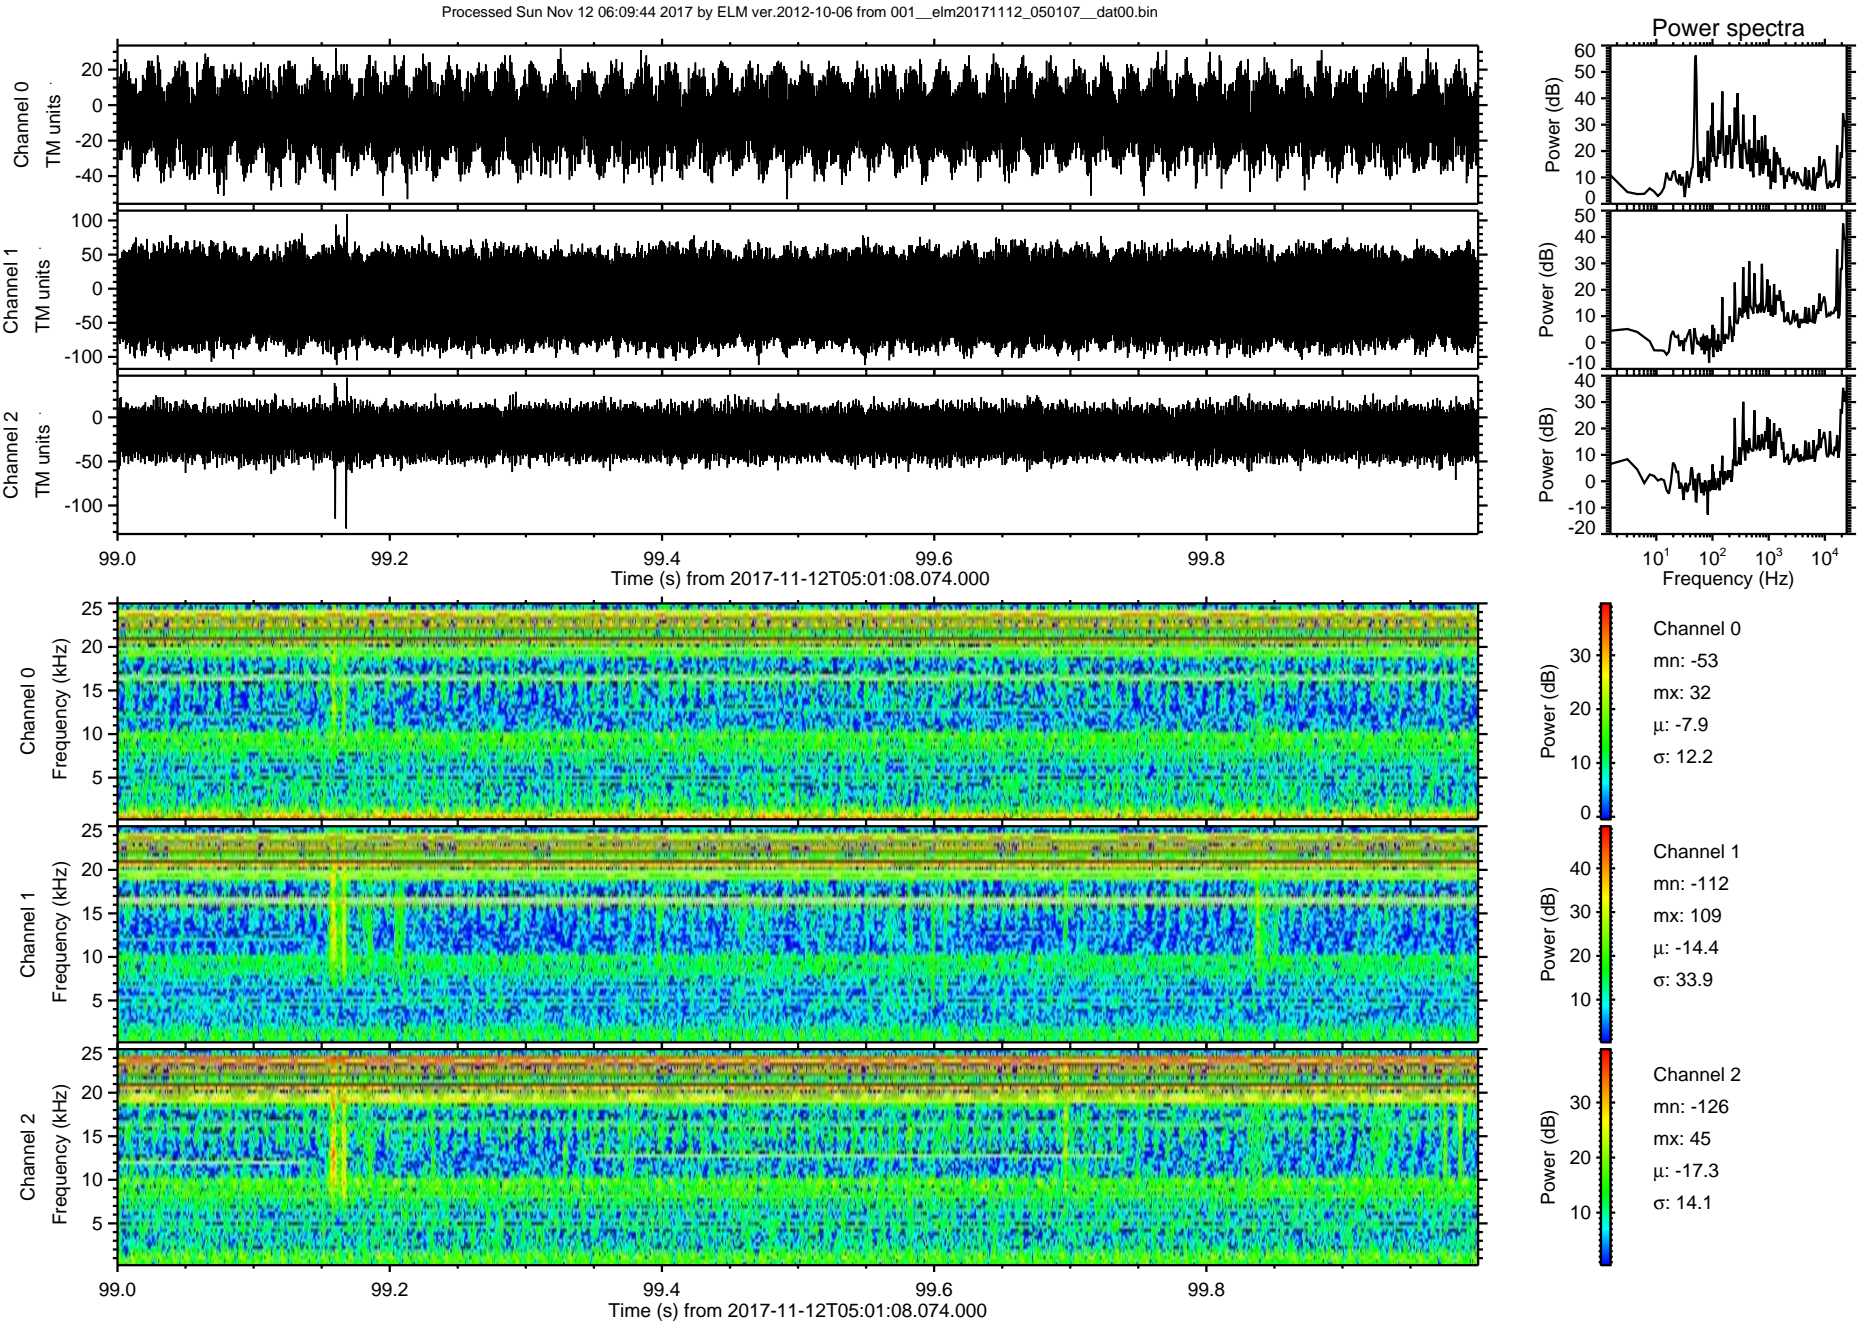 Processed Sun Nov 12 06:09:44 2017 by ELM ver.2012-10-06 from 001__elm20171112_050107__dat00.bin
Power spectra
Channel 0
TM units
20
0
-20
-40
Power (dB)
60
50
40
30
20
10
0
Channel 1
TM units
100
50
0
-50
-100
Power (dB)
50
40
30
20
10
0
-10
Channel 2
TM units
0
-50
-100
Power (dB)
40
30
20
10
0
-10
-20
99.0 99.2 99.4 99.6 99.8
Time (s) from 2017-11-12T05:01:08.074.000
10^1 10^2 10^3 10^4
Frequency (Hz)
Channel 0
Frequency (kHz)
25
20
15
10
5
Power (dB)
30
20
10
0
Channel 0
mn: -53
mx: 32
μ: -7.9
σ: 12.2
Channel 1
Frequency (kHz)
25
20
15
10
5
Power (dB)
40
30
20
10
Channel 1
mn: -112
mx: 109
μ: -14.4
σ: 33.9
Channel 2
Frequency (kHz)
25
20
15
10
5
Power (dB)
30
20
10
Channel 2
mn: -126
mx: 45
μ: -17.3
σ: 14.1
99.0 99.2 99.4 99.6 99.8
Time (s) from 2017-11-12T05:01:08.074.000